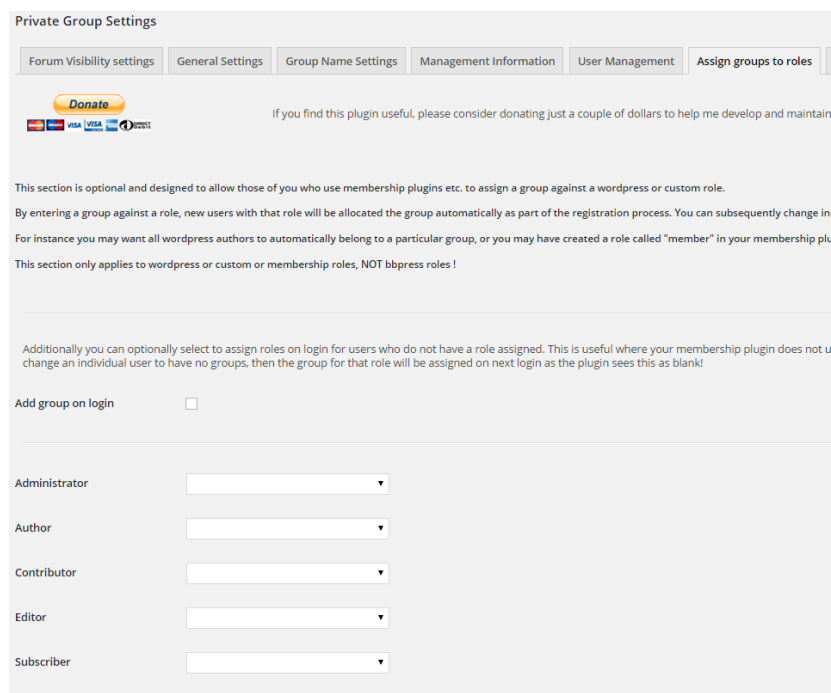 Private Group Settings
Forum Visibility settings
General Settings
Group Name Settings
Management Information
User Management
Assign groups to roles
Donate
VISA VISA DIRECT Debit
If you find this plugin useful, please consider donating just a couple of dollars to help me develop and maintain
This section is optional and designed to allow those of you who use membership plugins etc. to assign a group against a wordpress or custom role.
By entering a group against a role, new users with that role will be allocated the group automatically as part of the registration process. You can subsequently change in
For instance you may want all wordpress authors to automatically belong to a particular group, or you may have created a role called "member" in your membership plu
This section only applies to wordpress or custom or membership roles, NOT bbpress roles !
Additionally you can optionally select to assign roles on login for users who do not have a role assigned. This is useful where your membership plugin does not u
change an individual user to have no groups, then the group for that role will be assigned on next login as the plugin sees this as blank!
Add group on login
Administrator
Author
Contributor
Editor
Subscriber